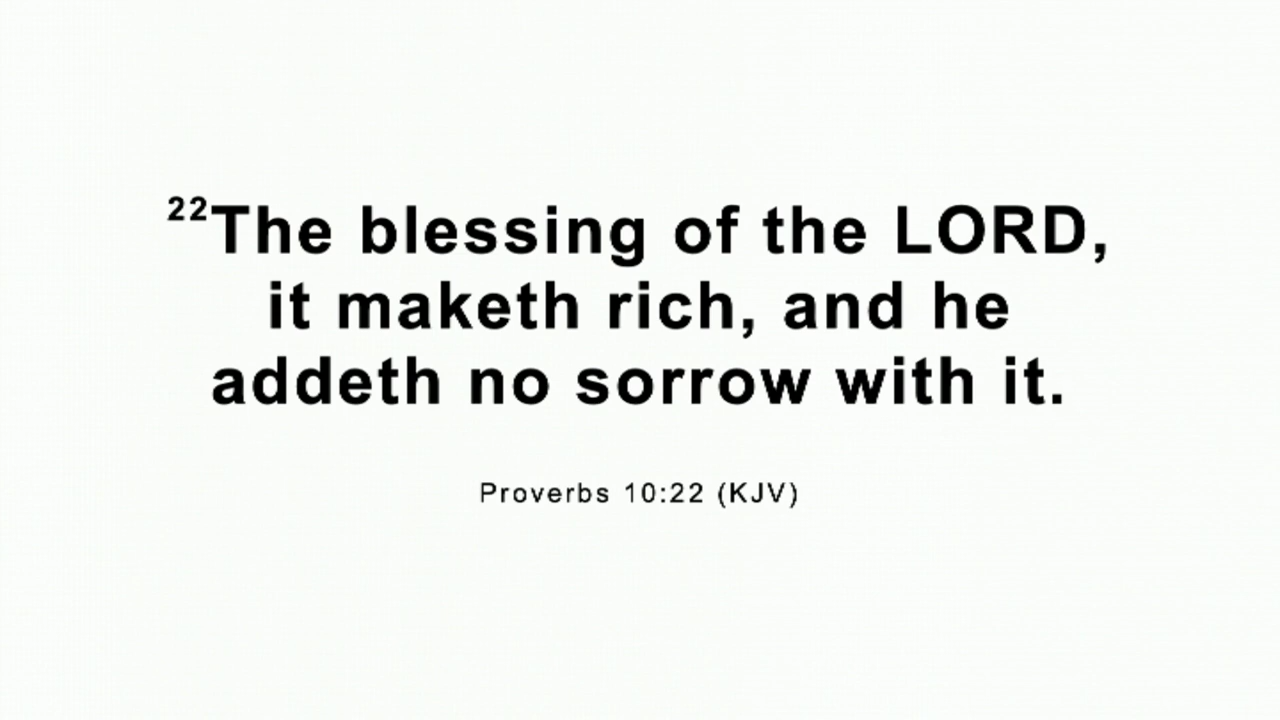 ²²The blessing of the LORD,
it maketh rich, and he
addeth no sorrow with it.
Proverbs 10:22 (KJV)